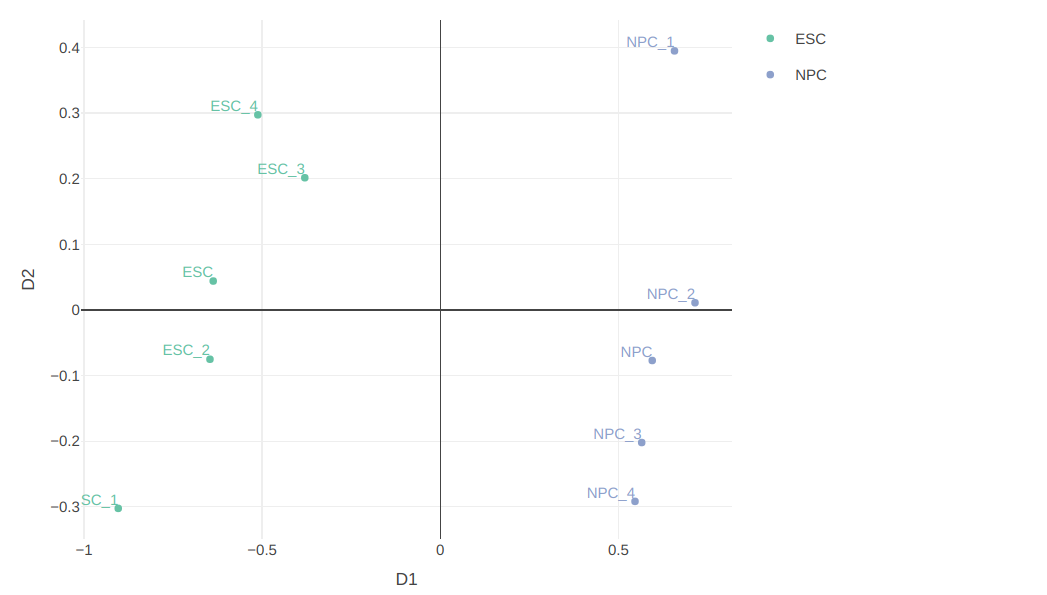 NPC_1
ESC
NPC
0.4
0.3
ESC_4
0.2
ESC_3
0.1
ESC
NPC_2
0
ESC_2
NPC
−0.1
NPC_3
−0.2
NPC_4
−0.3
SC_1
−1
−0.5
0
0.5
D1
D2